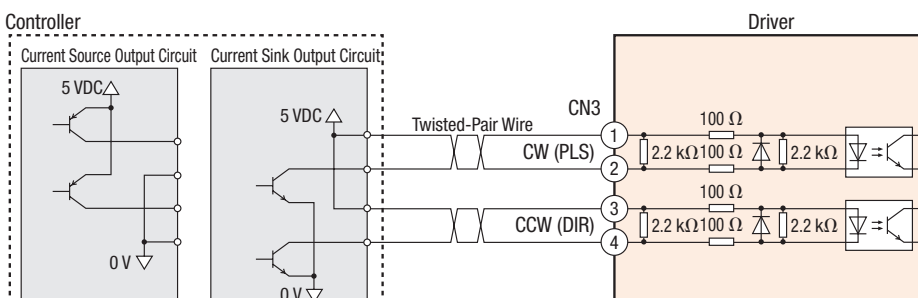 Controller
Driver
Current Source Output Circuit
Current Sink Output Circuit
5 VDC
5 VDC
0 V
0 V
Twisted-Pair Wire
CN3
CW (PLS)
CCW (DIR)
1
2
3
4
100 Ω
2.2 kΩ
100 Ω
2.2 kΩ
100 Ω
2.2 kΩ
100 Ω
2.2 kΩ